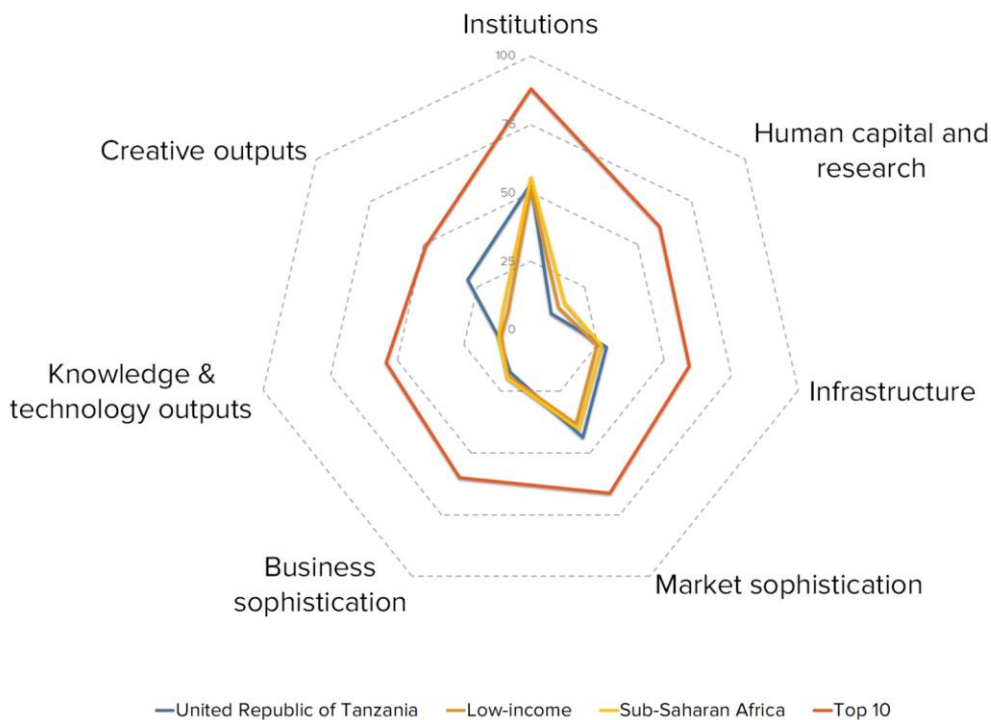 Institutions
100
75
50
25
0
Human capital and
research
Infrastructure
Market sophistication
Business
sophistication
Knowledge &
technology outputs
Creative outputs
United Republic of Tanzania
Low-income
Sub-Saharan Africa
Top 10